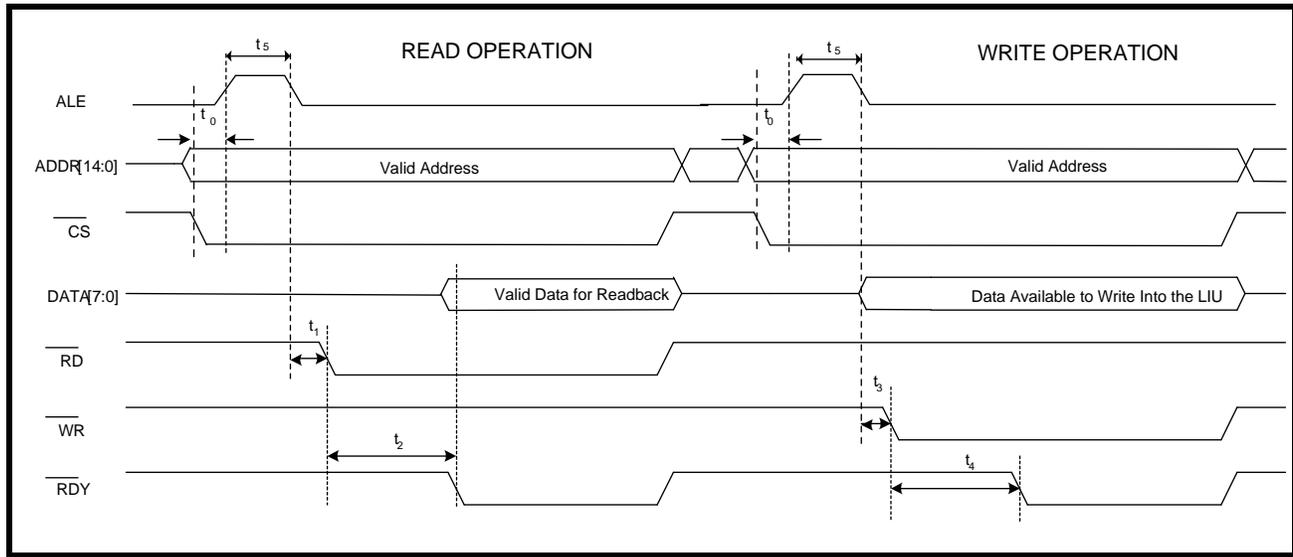 READ OPERATION
WRITE OPERATION
t5
t5
ALE
t0
t0
ADDR[14:0]
Valid Address
Valid Address
CS
DATA[7:0]
Valid Data for Readback
Data Available to Write Into the LIU
t1
RD
t3
WR
t2
t4
RDY